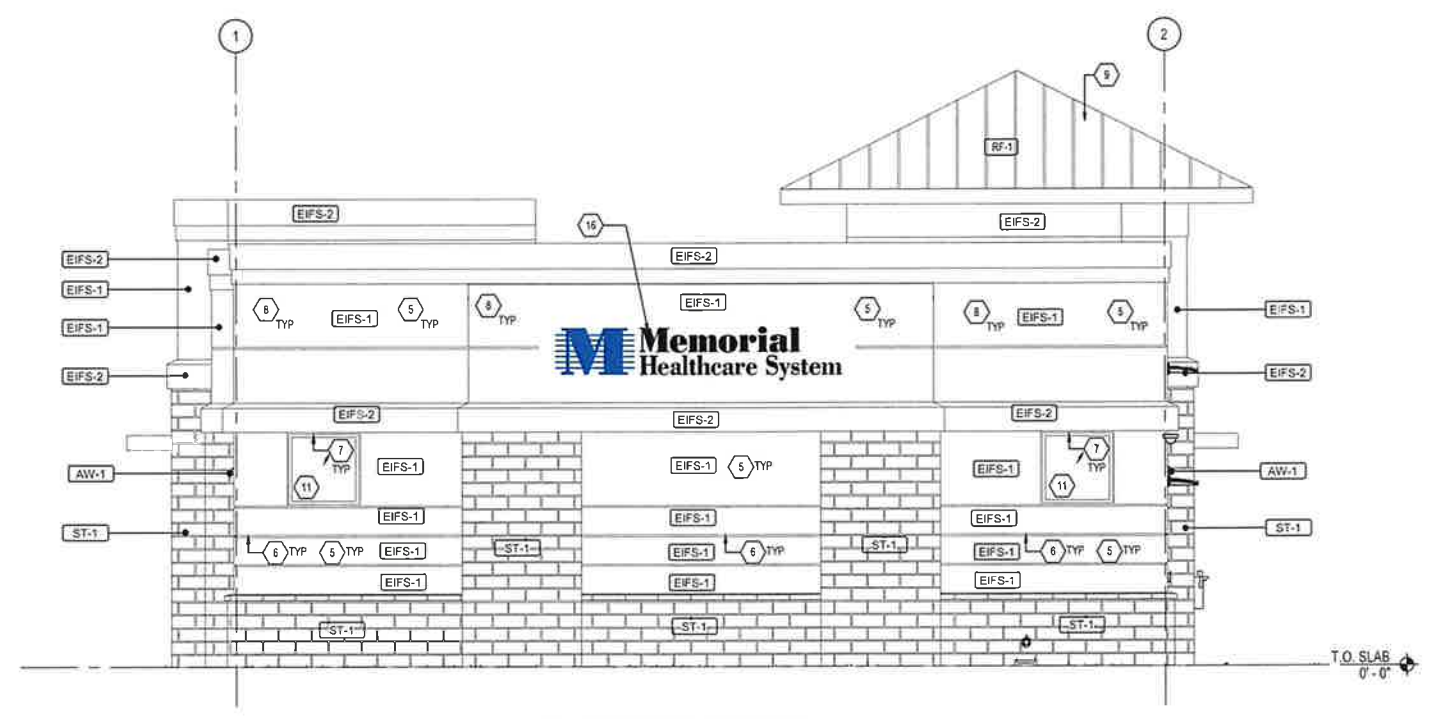 1
2
9
RF-1
EIFS-2
16
EIFS-2
EIFS-2
EIFS-2
EIFS-1
EIFS-1
8 TYP
EIFS-1
5 TYP
8 TYP
EIFS-1
5 TYP
8 TYP
EIFS-1
5 TYP
EIFS-1
M Memorial
Healthcare System
EIFS-2
EIFS-2
EIFS-2
EIFS-2
EIFS-2
7 TYP
EIFS-1
EIFS-1
5 TYP
EIFS-1
7 TYP
AW-1
11
11
AW-1
EIFS-1
EIFS-1
EIFS-1
ST-1
ST-1
6 TYP
5 TYP
EIFS-1
ST-1
EIFS-1
6 TYP
ST-1
EIFS-1
6 TYP
5 TYP
EIFS-1
EIFS-1
EIFS-1
ST-1
ST-1
ST-1
T.O. SLAB
0' - 0"